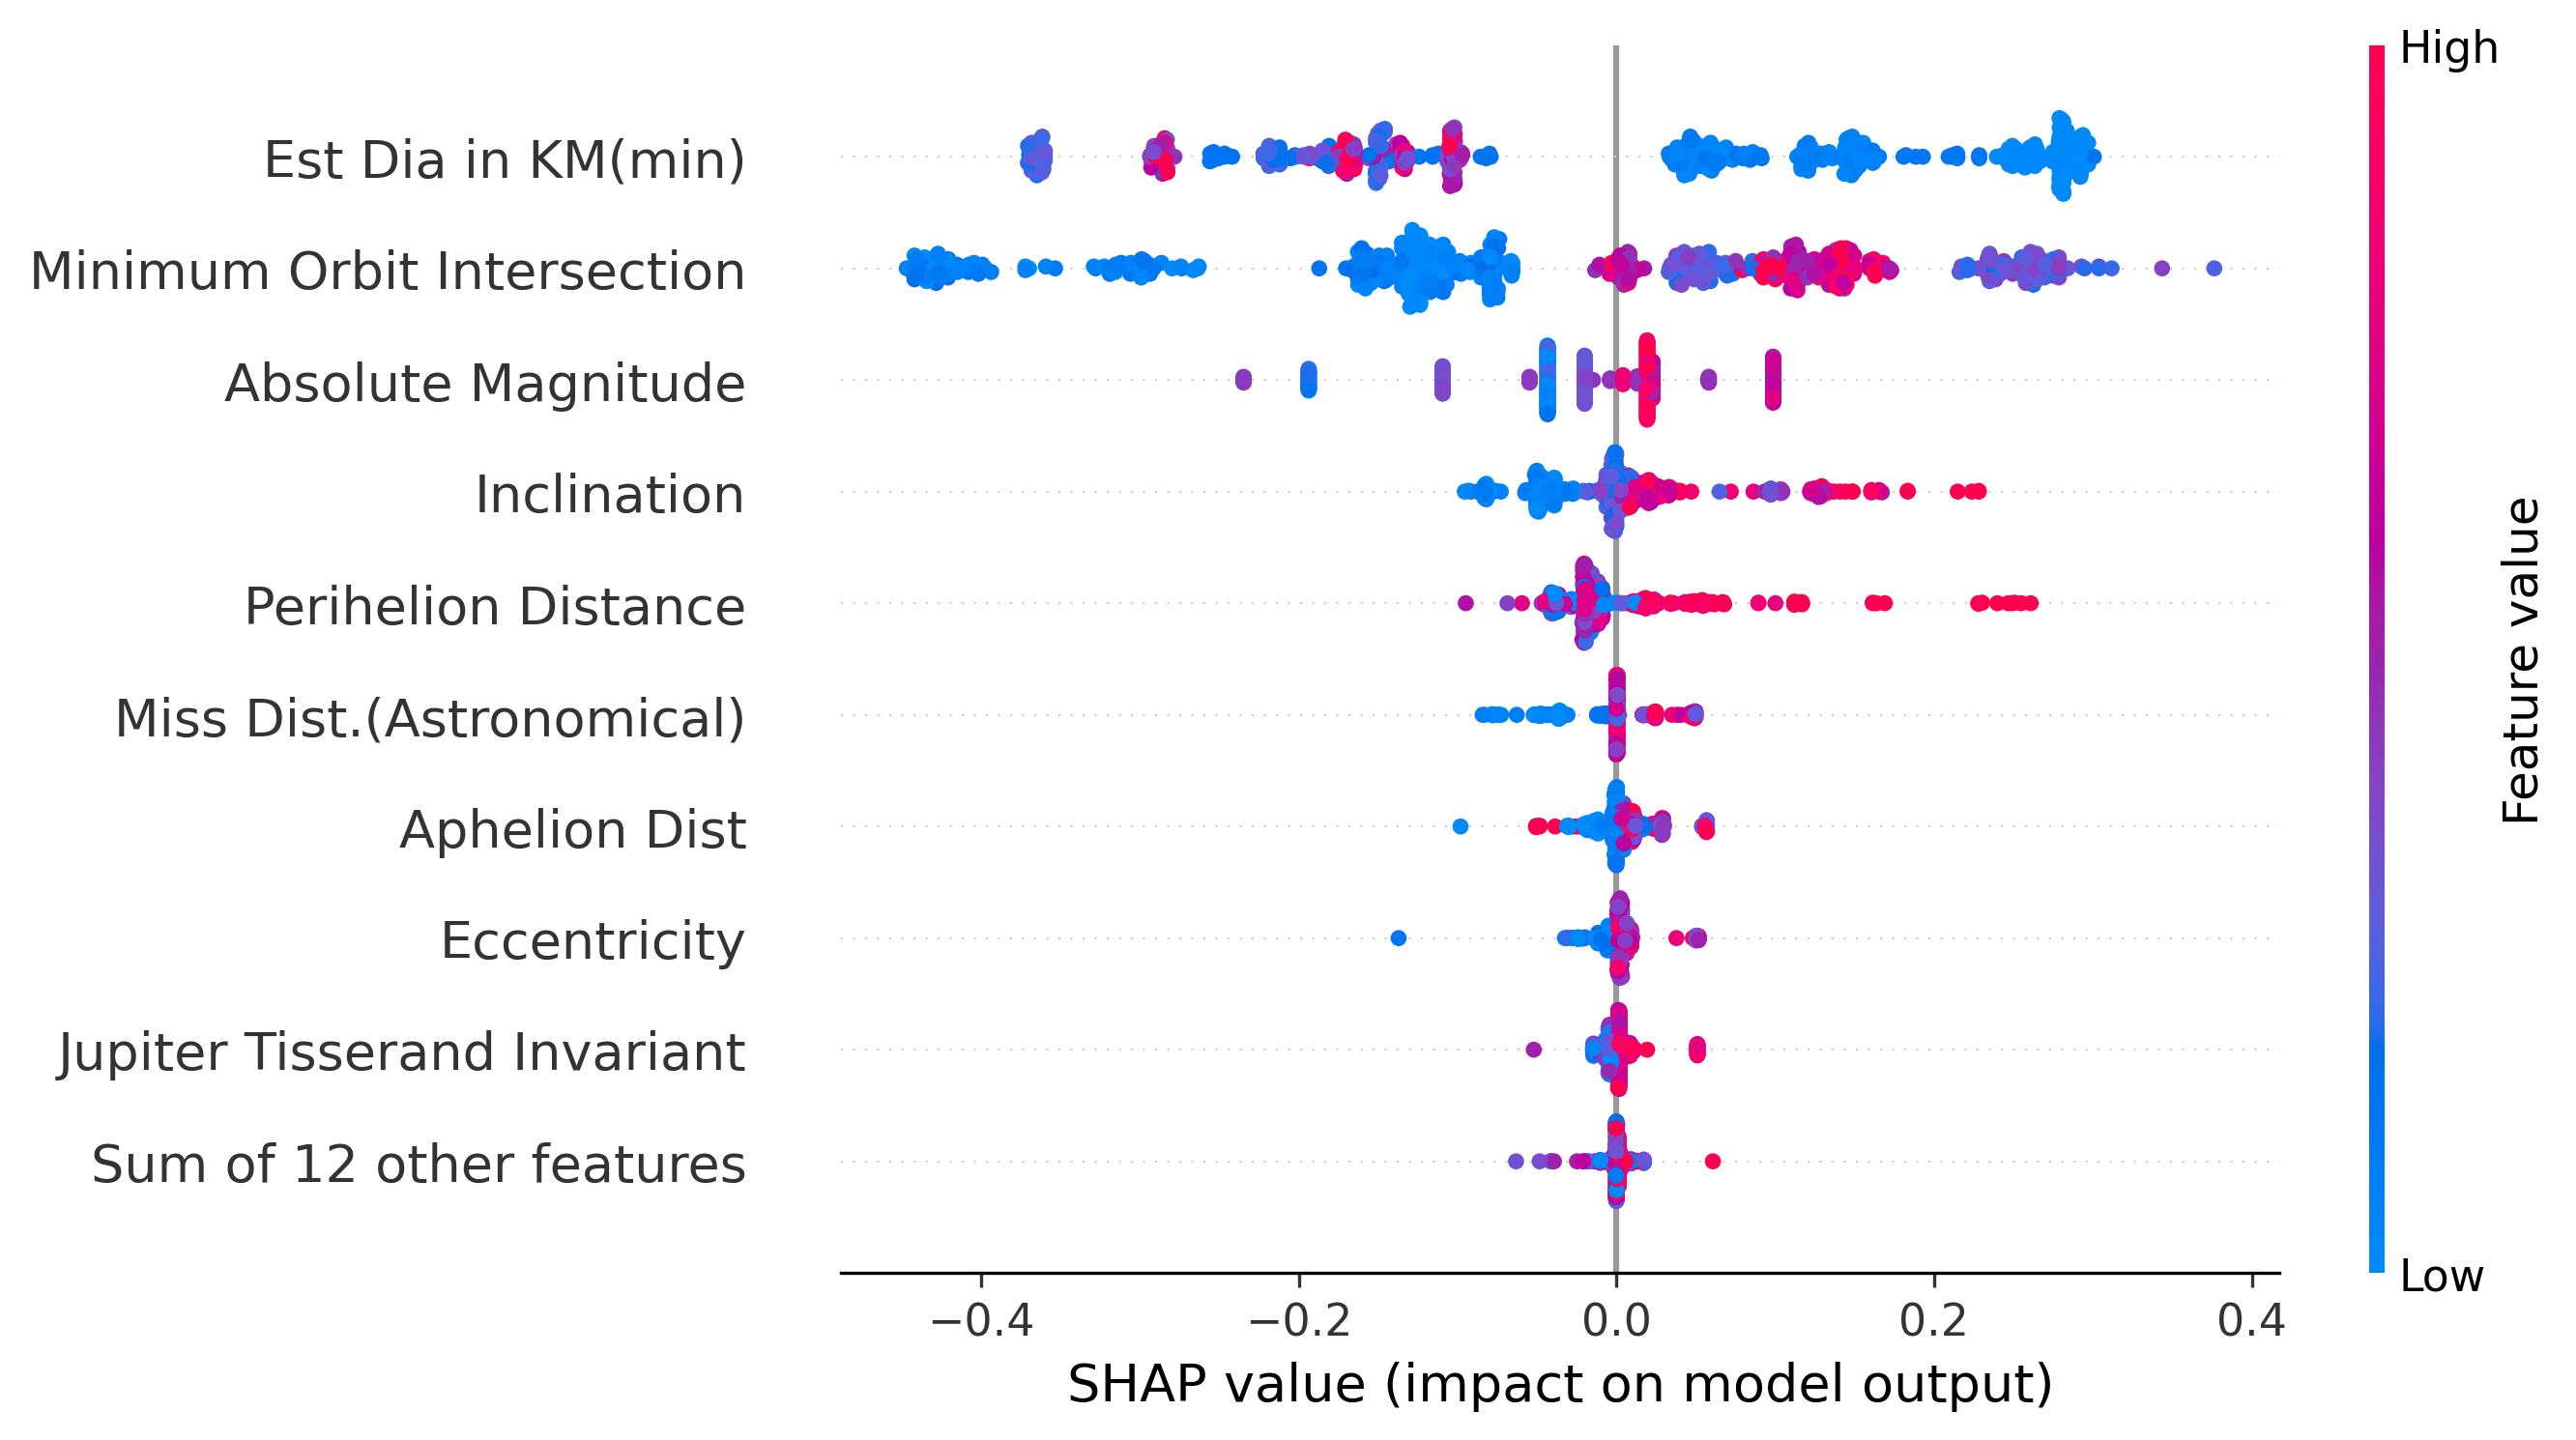 High
Est Dia in KM(min)
Minimum Orbit Intersection
Absolute Magnitude
Inclination
Perihelion Distance
Miss Dist.(Astronomical)
Aphelion Dist
Eccentricity
Jupiter Tisserand Invariant
Sum of 12 other features
Feature value
Low
−0.4 −0.2 0.0 0.2 0.4
SHAP value (impact on model output)